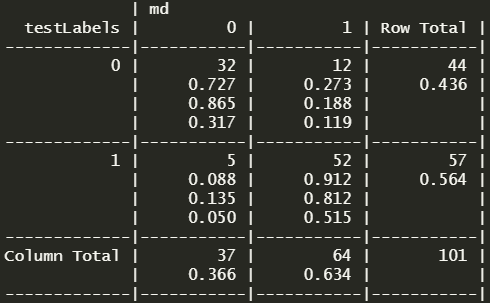 | md
  testLabels |         0 |         1 | Row Total |
-------------|-----------|-----------|-----------|
           0 |        32 |        12 |        44 |
             |     0.727 |     0.273 |     0.436 |
             |     0.865 |     0.188 |           |
             |     0.317 |     0.119 |           |
-------------|-----------|-----------|-----------|
           1 |         5 |        52 |        57 |
             |     0.088 |     0.912 |     0.564 |
             |     0.135 |     0.812 |           |
             |     0.050 |     0.515 |           |
-------------|-----------|-----------|-----------|
Column Total |        37 |        64 |       101 |
             |     0.366 |     0.634 |           |
-------------|-----------|-----------|-----------|